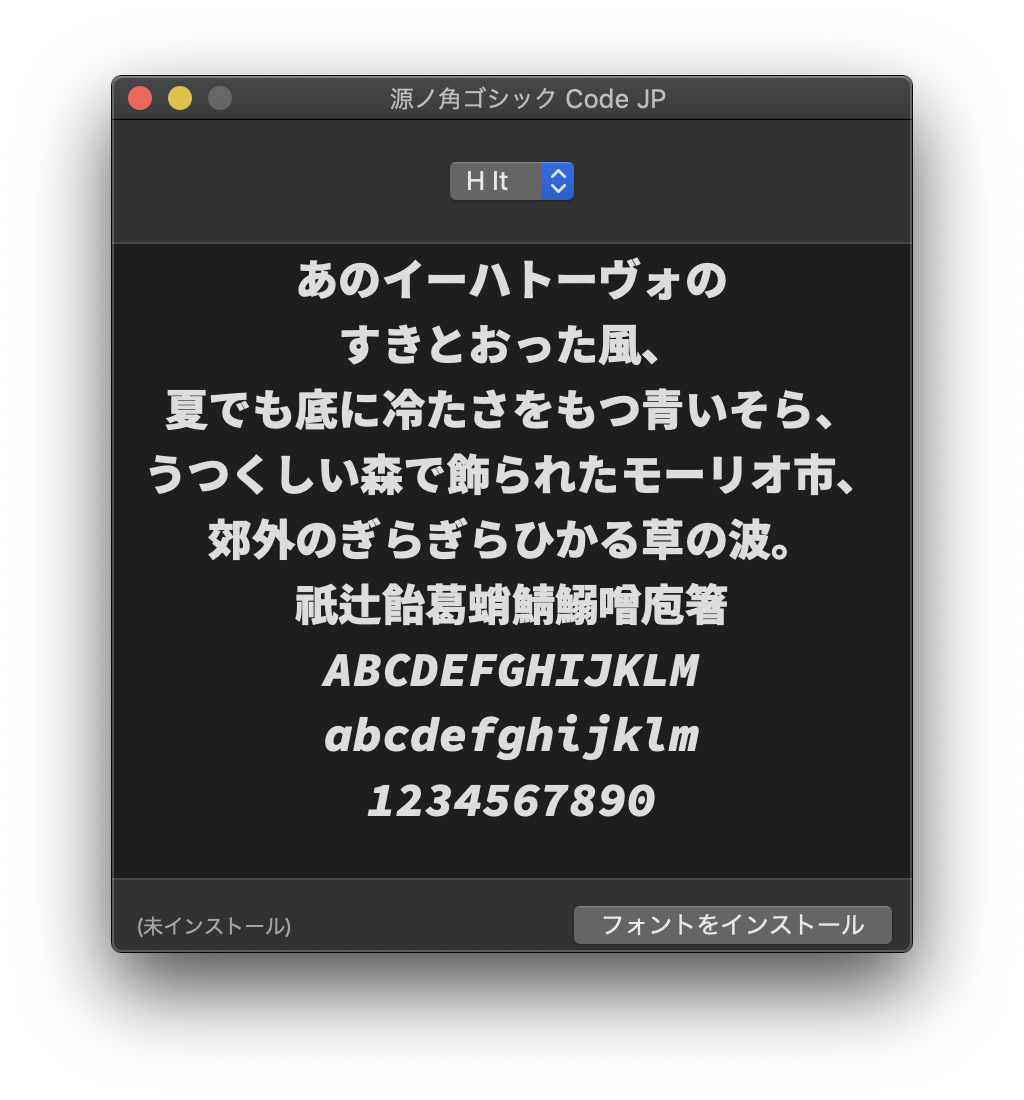 源ノ角ゴシック Code JP
H It
あのイーハトーヴォの
すきとおった風、
夏でも底に冷たさをもつ青いそら、
うつくしい森で飾られたモーリオ市、
郊外のぎらぎらひかる草の波。
祇辻飴葛蛸鯖鰯噌庖箸
ABCDEFGHIJKLM
abcdefghijklm
1234567890
(未インストール)
フォントをインストール